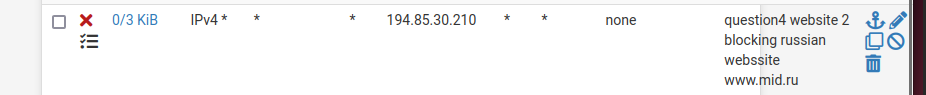 0/3 KiB IPv4 * * * 194.85.30.210 * * none question4 website 2
blocking russian
webssite
www.mid.ru